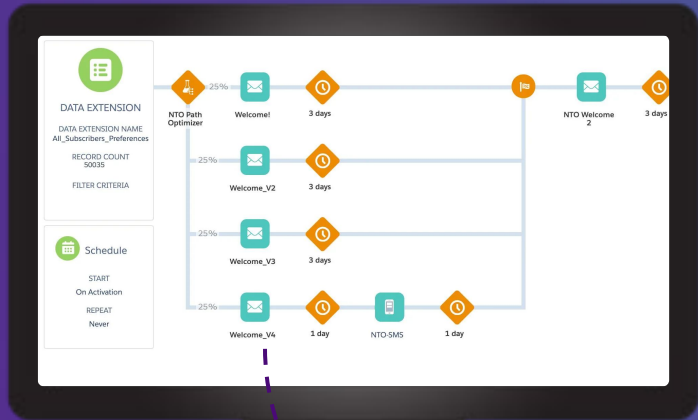 DATA EXTENSION
DATA EXTENSION NAME
All_Subscribers_Preferences
RECORD COUNT
50035
FILTER CRITERIA
Schedule
START
On Activation
REPEAT
Never
NTO Path
Optimizer
25%
Welcome!
3 days
NTO Welcome
2
3 days
25%
Welcome_V2
3 days
25%
Welcome_V3
3 days
25%
Welcome_V4
1 day
NTO-SMS
1 day